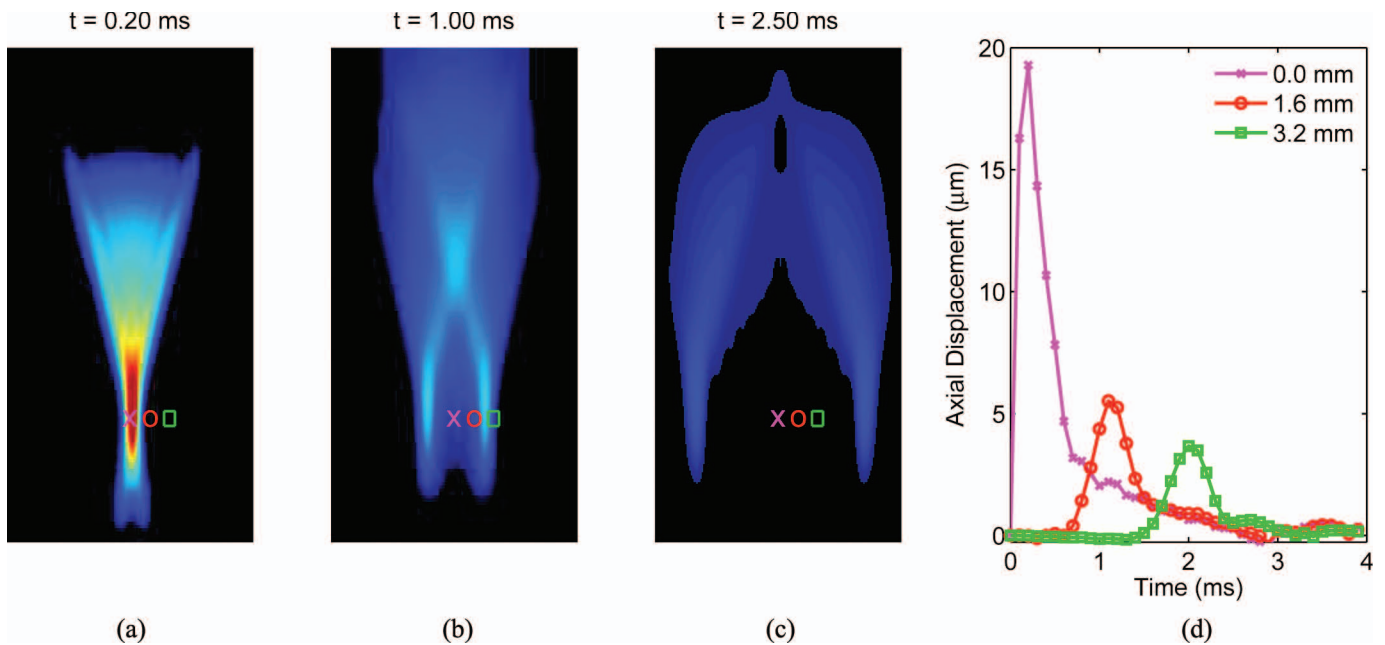 t = 0.20 ms
t = 1.00 ms
t = 2.50 ms
X O
X O
X O
Axial Displacement (μm)
20
15
10
5
0
0.0 mm
1.6 mm
3.2 mm
0 1 2 3 4
Time (ms)
(a) (b) (c) (d)